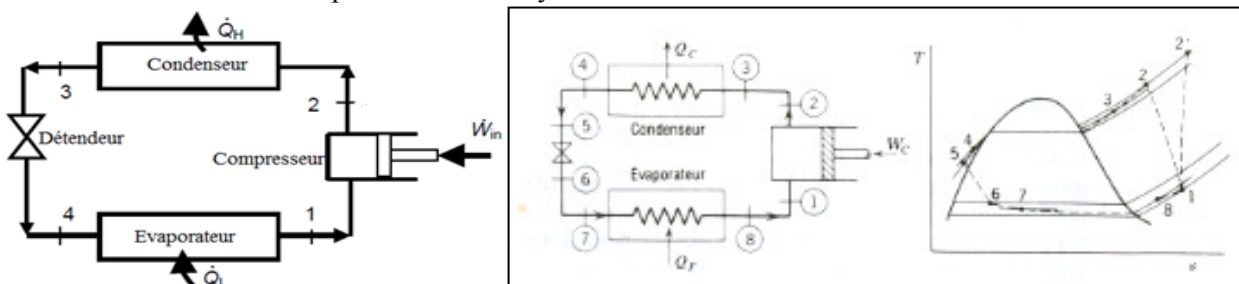 Q̇H
Condenseur
3
2
Détendeur
Compresseur
Ẇin
4
1
Evaporateur
QC
4
3
Condenseur
5
2
WC
6
Évaporateur
1
7
8
QF
T
2'
2
3
4
5
6
7
1
8
s